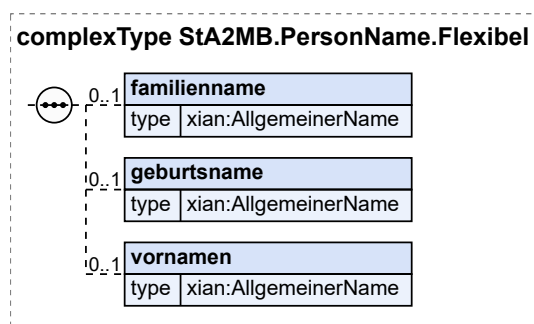 complexType StA2MB.PersonName.Flexibel
0..1 familienname
type xian:AllgemeinerName
0..1 geburtsname
type xian:AllgemeinerName
0..1 vornamen
type xian:AllgemeinerName